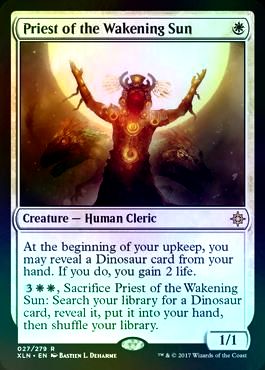 Priest of the Wakening Sun
Creature — Human Cleric
At the beginning of your upkeep, you
may reveal a Dinosaur card from your
hand. If you do, you gain 2 life.
3, Sacrifice Priest of the Wakening
Sun: Search your library for a Dinosaur
card, reveal it, put it into your hand,
then shuffle your library.
1/1
027/279 R
XLN • EN Bastien L. Deharme
™ & © 2017 Wizards of the Coast